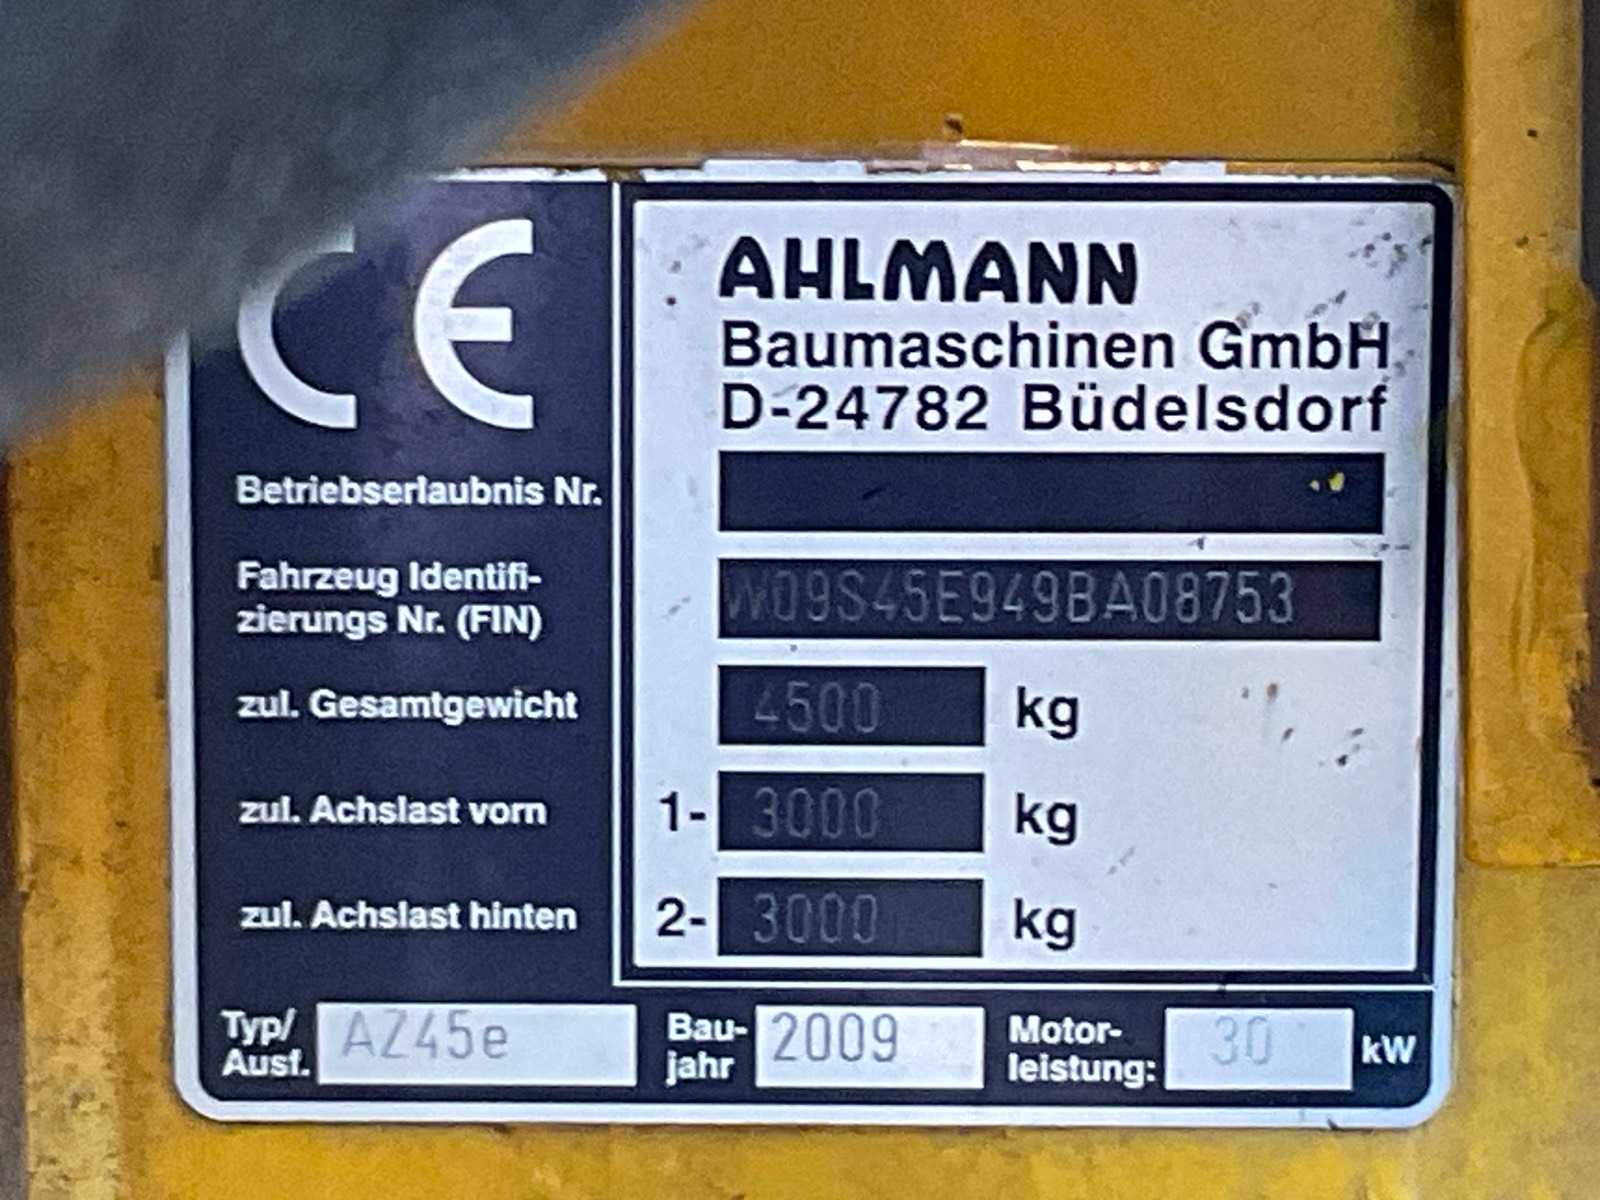 CE
AHLMANN
Baumaschinen GmbH
D-24782 Büdelsdorf
Betriebserlaubnis Nr.
Fahrzeug Identifi-
zierungs Nr. (FIN)
W09S45E949BA08753
zul. Gesamtgewicht 4500 kg
zul. Achslast vorn 1- 3000 kg
zul. Achslast hinten 2- 3000 kg
Typ/
Ausf. AZ45e
Bau-
jahr 2009
Motor-
leistung: 30 kW